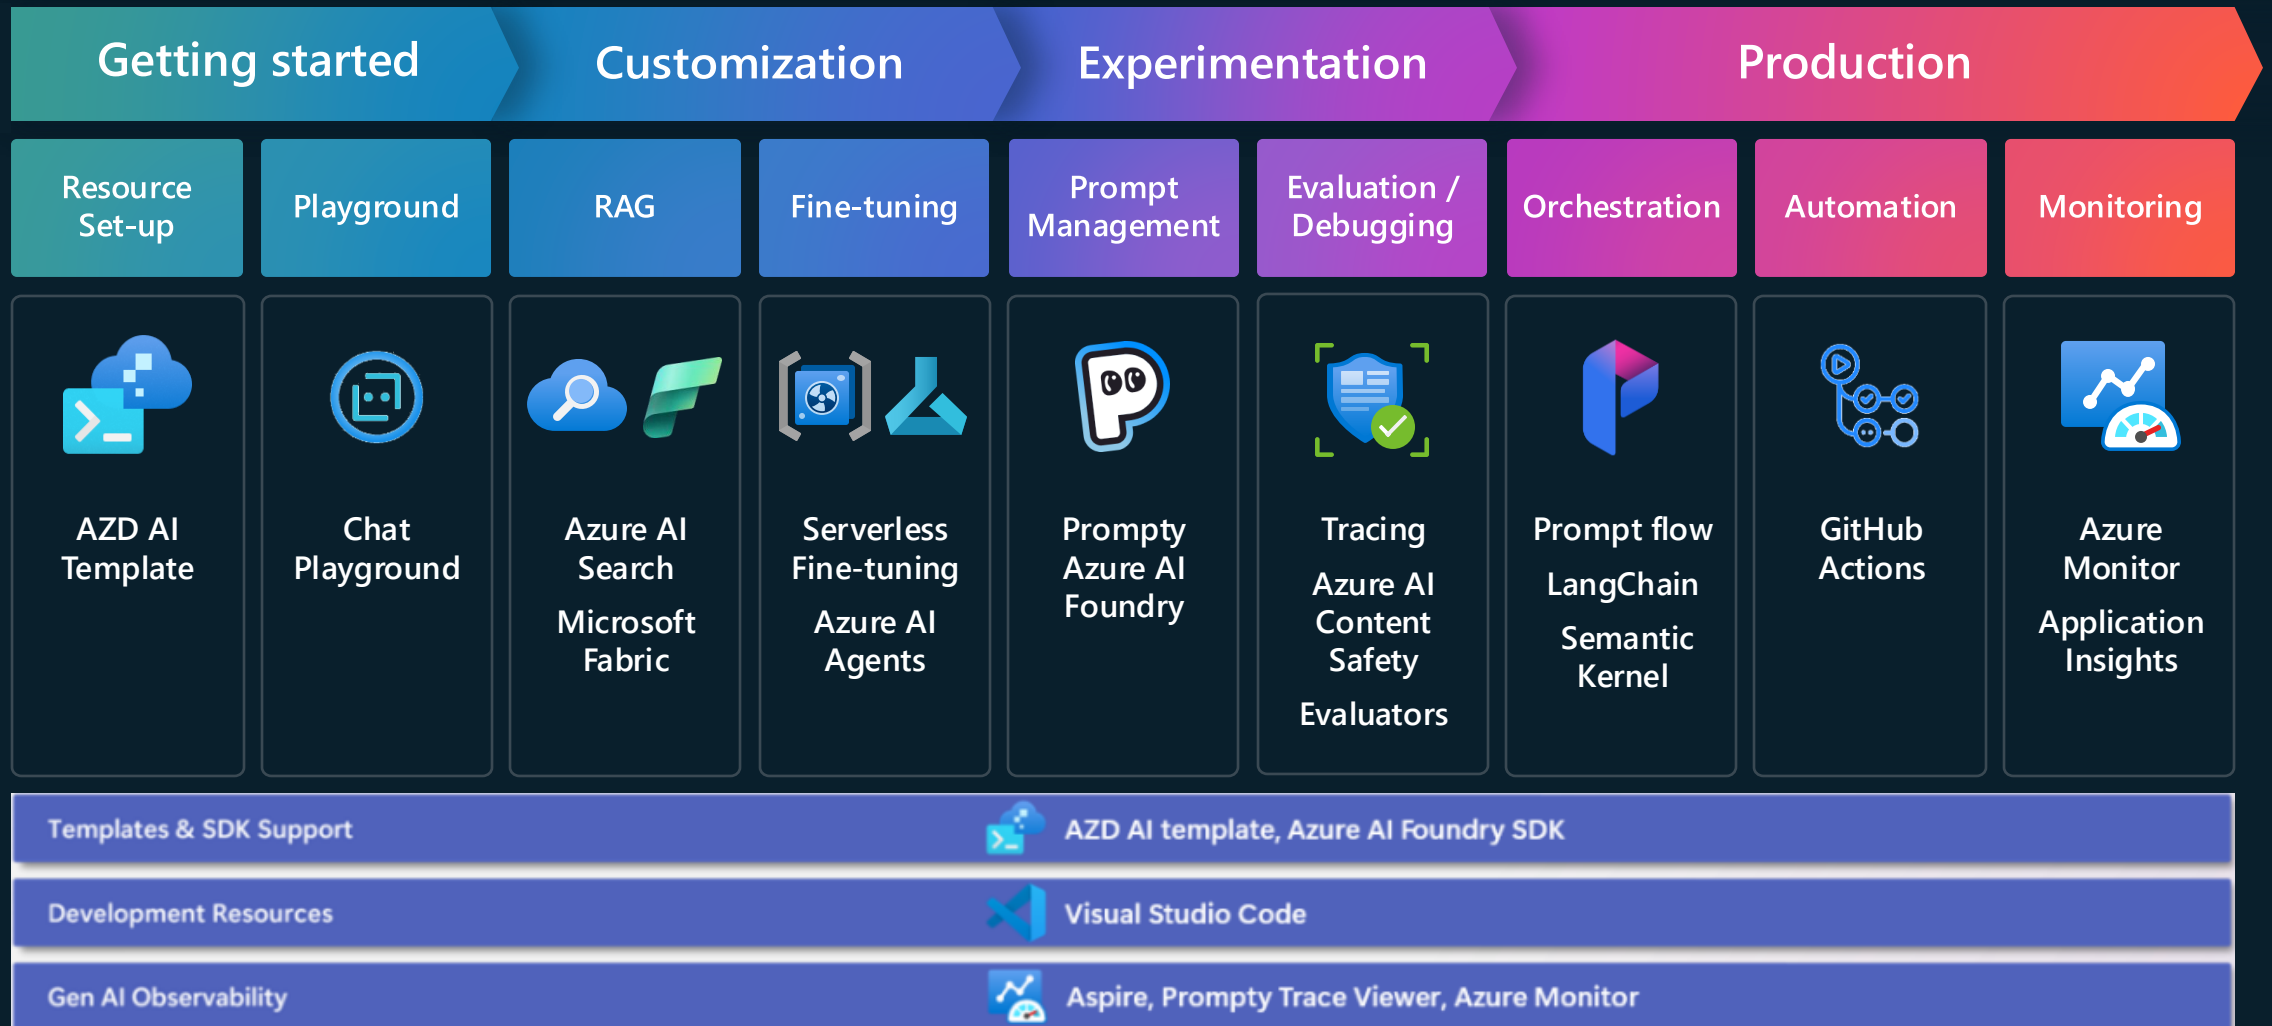 Getting started
Customization
Experimentation
Production
Resource
Set-up
Playground
RAG
Fine-tuning
Prompt
Management
Evaluation /
Debugging
Orchestration
Automation
Monitoring
AZD AI
Template
Chat
Playground
Azure AI
Search
Microsoft
Fabric
Serverless
Fine-tuning
Azure AI
Agents
Prompty
Azure AI
Foundry
Tracing
Azure AI
Content
Safety
Evaluators
Prompt flow
LangChain
Semantic
Kernel
GitHub
Actions
Azure
Monitor
Application
Insights
Templates & SDK Support
AZD AI template, Azure AI Foundry SDK
Development Resources
Visual Studio Code
Gen AI Observability
Aspire, Prompty Trace Viewer, Azure Monitor